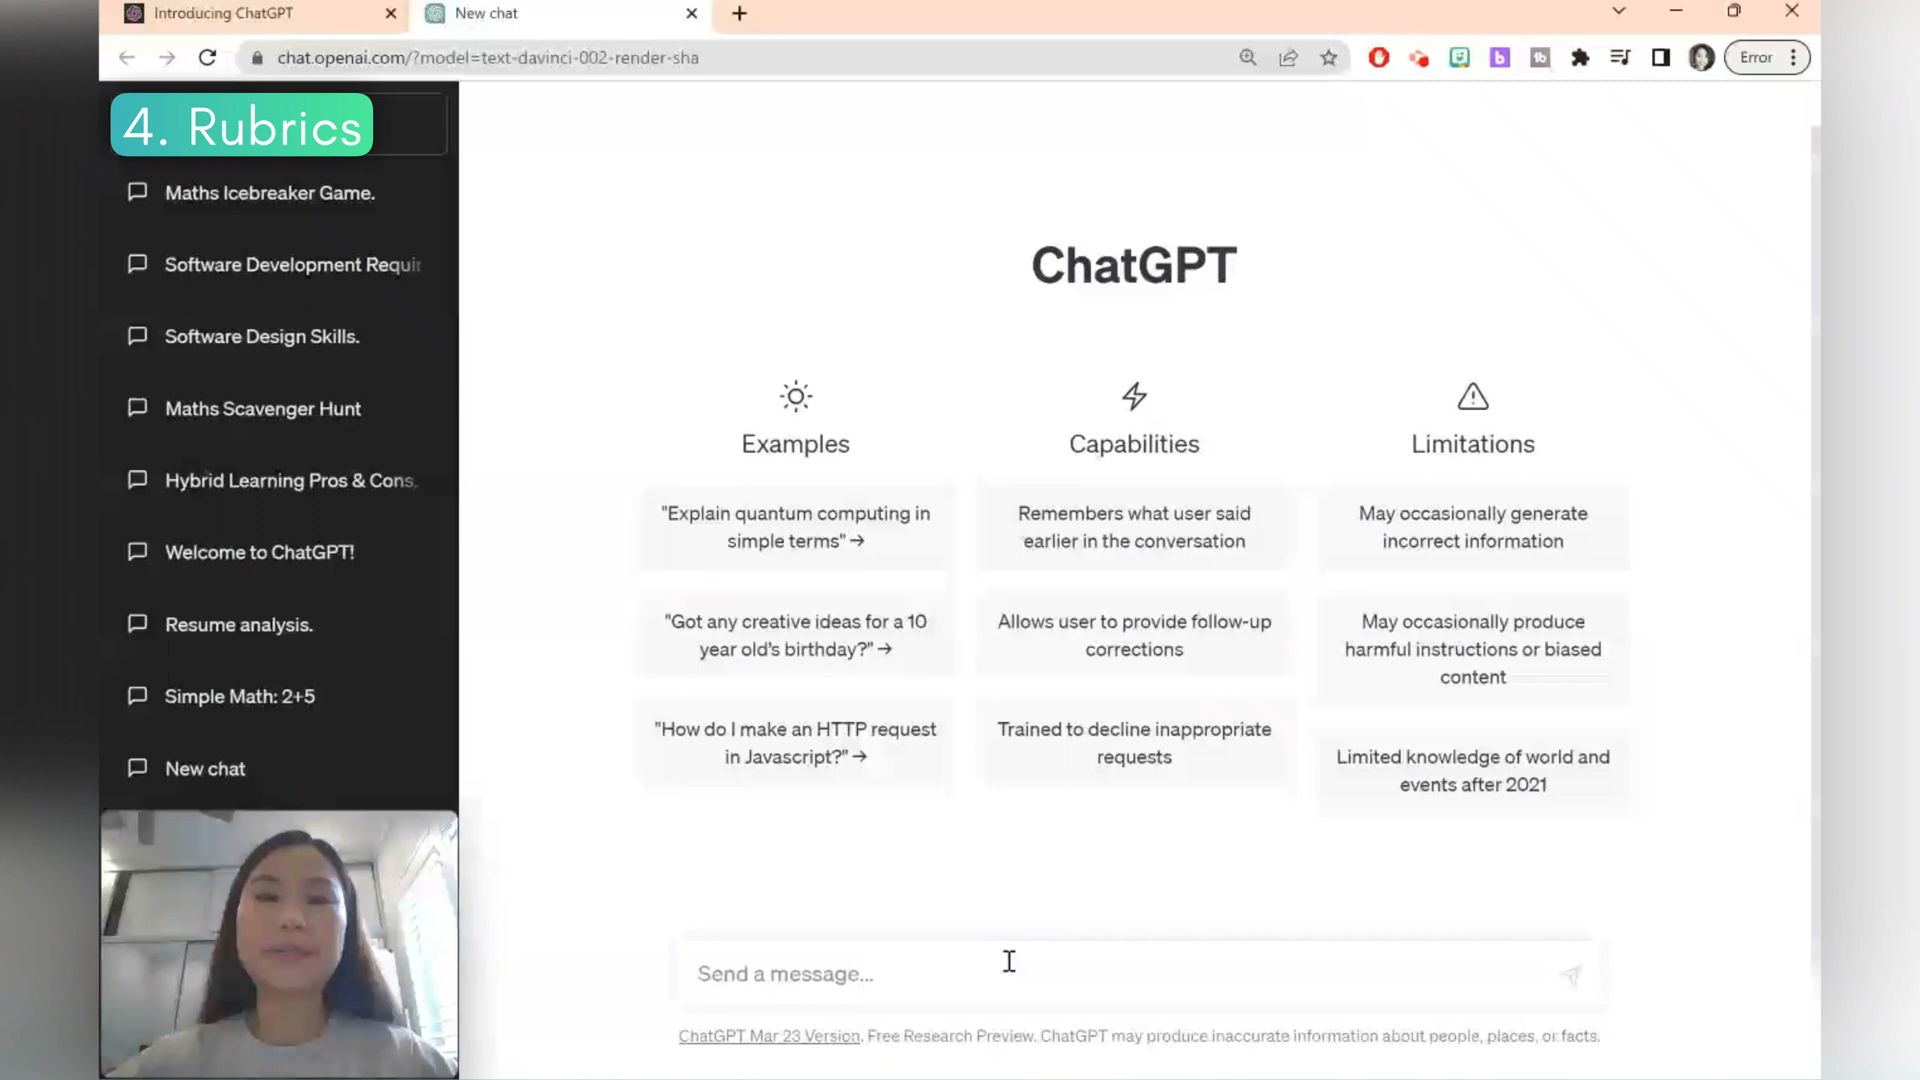 Introducing ChatGPT
New chat
chat.openai.com/?model=text-davinci-002-render-sha
Error
4. Rubrics
Maths Icebreaker Game.
Software Development Requir
Software Design Skills.
Maths Scavenger Hunt
Hybrid Learning Pros & Cons.
Welcome to ChatGPT!
Resume analysis.
Simple Math: 2+5
New chat
ChatGPT
Examples
"Explain quantum computing in
simple terms" →
"Got any creative ideas for a 10
year old's birthday?" →
"How do I make an HTTP request
in Javascript?" →
Capabilities
Remembers what user said
earlier in the conversation
Allows user to provide follow-up
corrections
Trained to decline inappropriate
requests
Limitations
May occasionally generate
incorrect information
May occasionally produce
harmful instructions or biased
content
Limited knowledge of world and
events after 2021
Send a message...
ChatGPT Mar 23 Version. Free Research Preview. ChatGPT may produce inaccurate information about people, places, or facts.